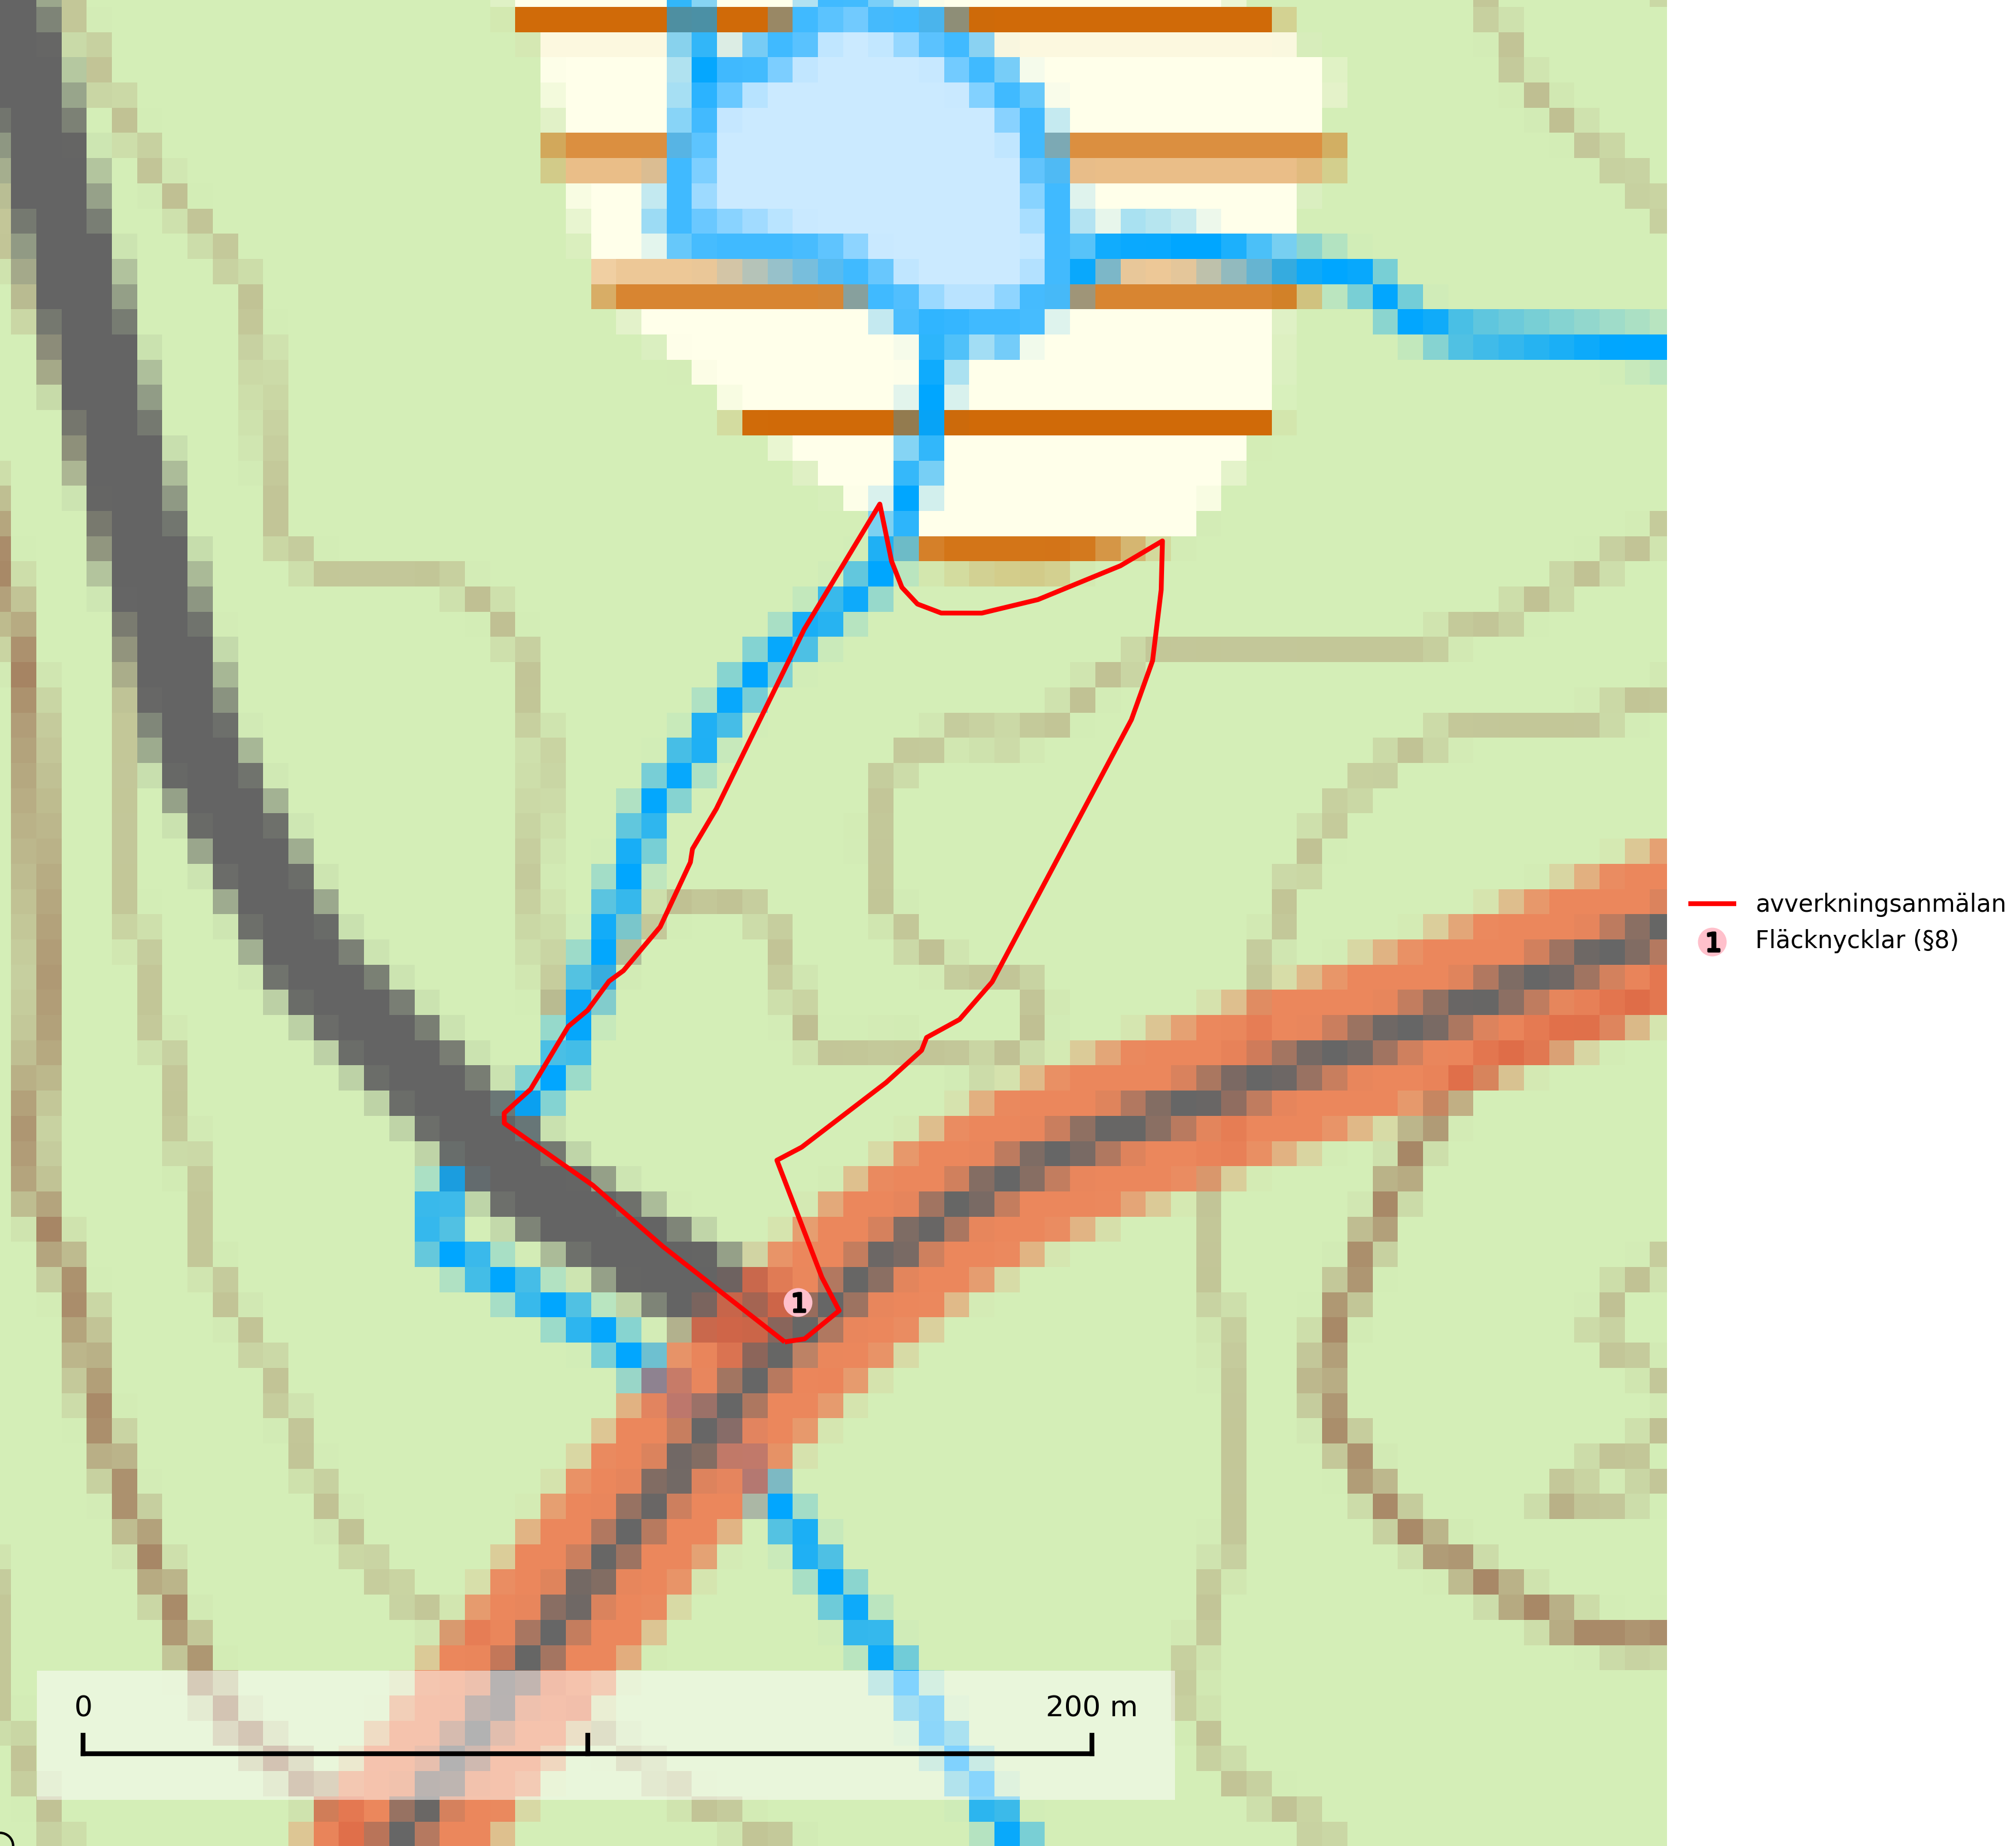 avverkningsanmälan
1 Fläcknycklar (§8)
1
0 200 m